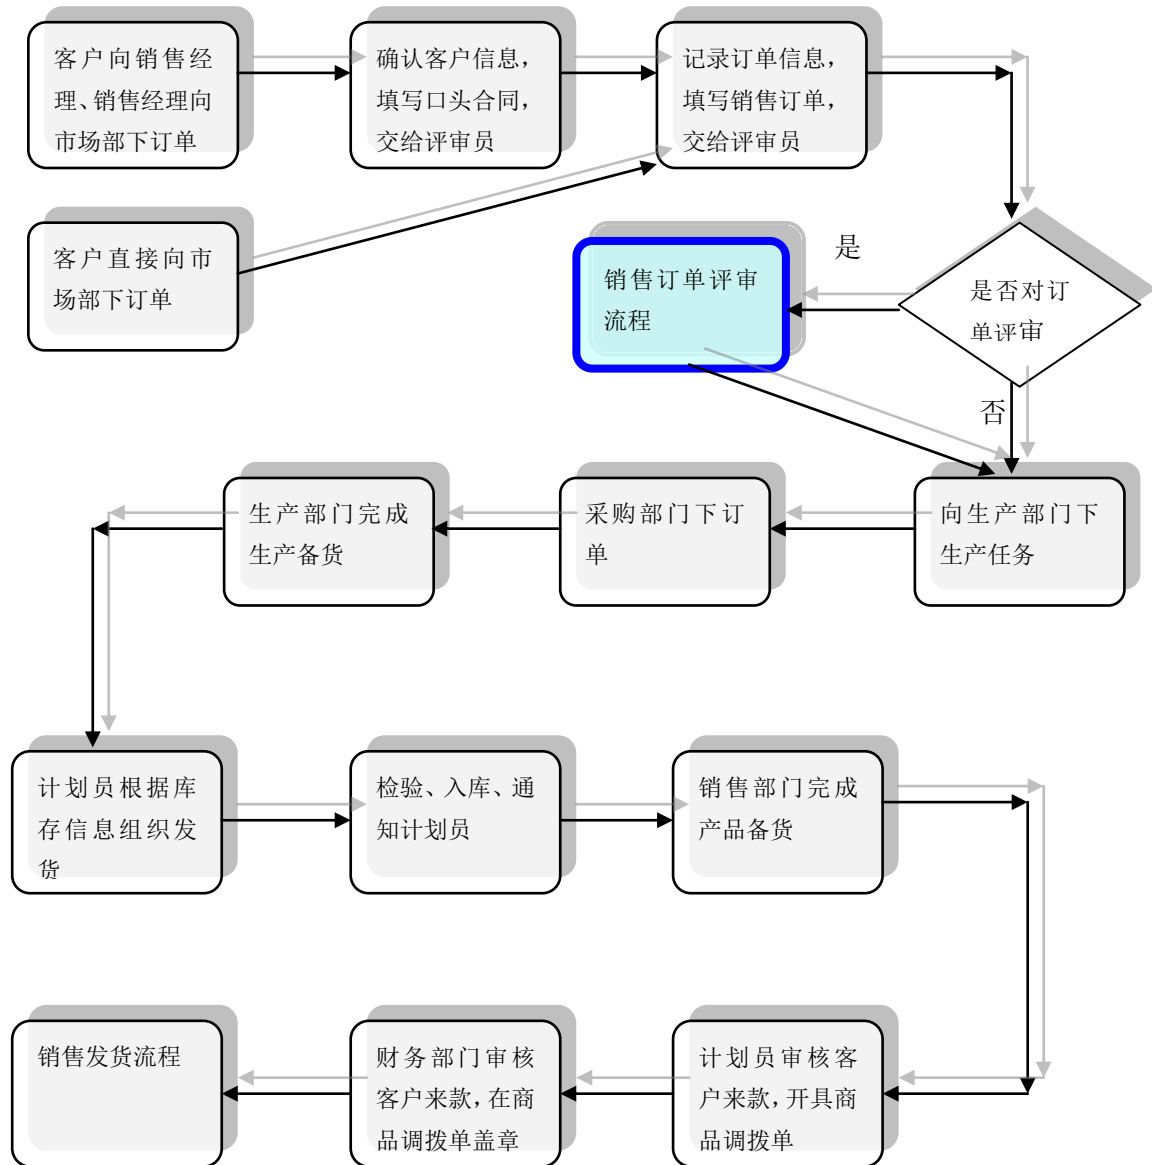 客户向销售经
理、销售经理向
市场部下订单
确认客户信息，
填写口头合同，
交给评审员
记录订单信息，
填写销售订单，
交给评审员
客户直接向市
场部下订单
销售订单评审
流程
是
是否对订
单评审
否
生产部门完成
生产备货
采购部门下订
单
向生产部门下
生产任务
计划员根据库
存信息组织发
货
检验、入库、通
知计划员
销售部门完成
产品备货
销售发货流程
财务部门审核
客户来款，在商
品调拨单盖章
计划员审核客
户来款，开具商
品调拨单